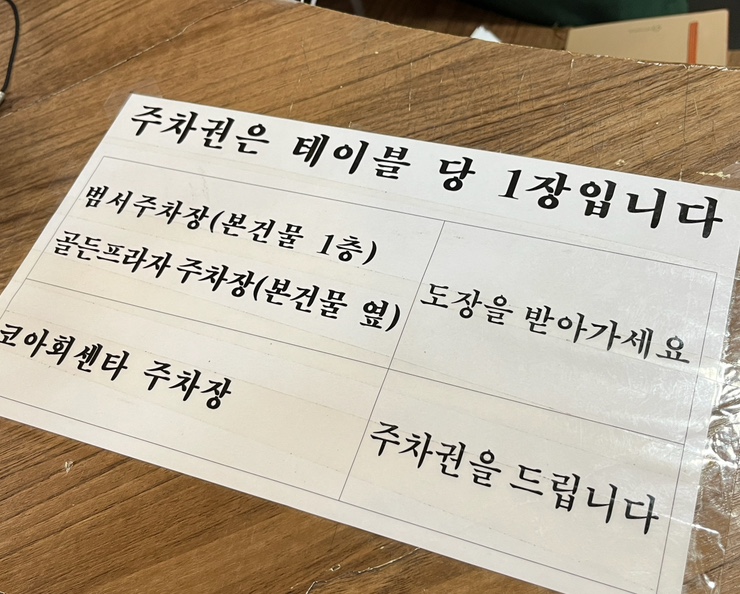 주차권은 테이블 당 1장입니다
범서주차장(본건물 1층)
골든프라자 주차장(본건물 옆)
도장을 받아가세요
코아회센타 주차장
주차권을 드립니다